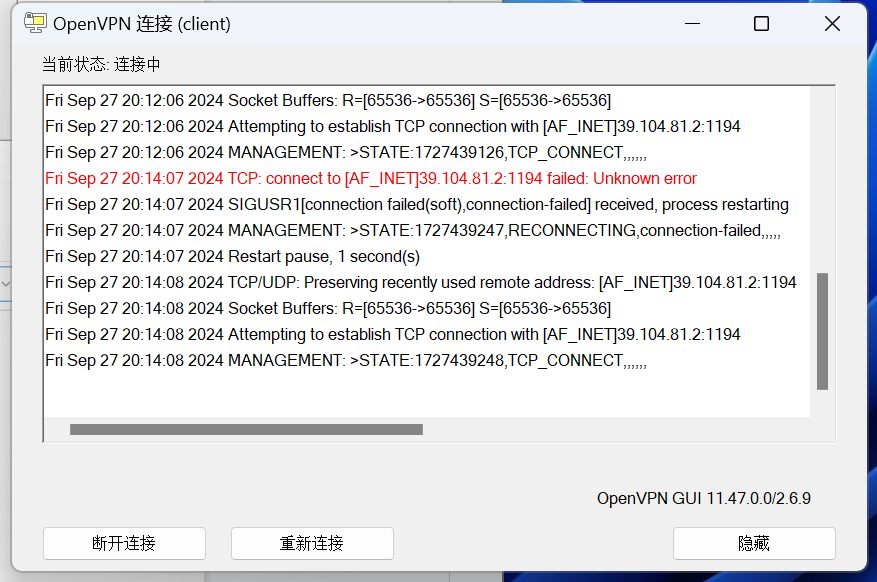 OpenVPN 连接 (client)
当前状态: 连接中
Fri Sep 27 20:12:06 2024 Socket Buffers: R=[65536->65536] S=[65536->65536]
Fri Sep 27 20:12:06 2024 Attempting to establish TCP connection with [AF_INET]39.104.81.2:1194
Fri Sep 27 20:12:06 2024 MANAGEMENT: >STATE:1727439126,TCP_CONNECT,,,,,,
Fri Sep 27 20:14:07 2024 TCP: connect to [AF_INET]39.104.81.2:1194 failed: Unknown error
Fri Sep 27 20:14:07 2024 SIGUSR1[connection failed(soft),connection-failed] received, process restarting
Fri Sep 27 20:14:07 2024 MANAGEMENT: >STATE:1727439247,RECONNECTING,connection-failed,,,,,
Fri Sep 27 20:14:07 2024 Restart pause, 1 second(s)
Fri Sep 27 20:14:08 2024 TCP/UDP: Preserving recently used remote address: [AF_INET]39.104.81.2:1194
Fri Sep 27 20:14:08 2024 Socket Buffers: R=[65536->65536] S=[65536->65536]
Fri Sep 27 20:14:08 2024 Attempting to establish TCP connection with [AF_INET]39.104.81.2:1194
Fri Sep 27 20:14:08 2024 MANAGEMENT: >STATE:1727439248,TCP_CONNECT,,,,,,
OpenVPN GUI 11.47.0.0/2.6.9
断开连接
重新连接
隐藏